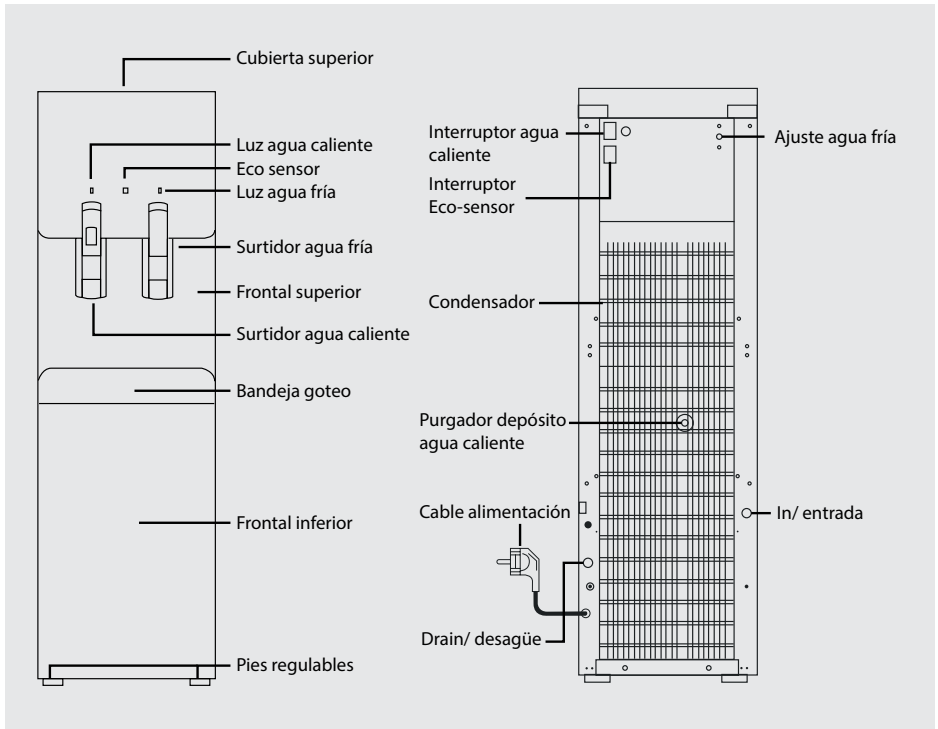 Cubierta superior
Luz agua caliente
Eco sensor
Luz agua fría
Surtidor agua fría
Frontal superior
Surtidor agua caliente
Bandeja goteo
Frontal inferior
Pies regulables
Interruptor agua
caliente
Interruptor
Eco-sensor
Condensador
Purgador depósito
agua caliente
Cable alimentación
Drain/ desagüe
Ajuste agua fría
In/ entrada